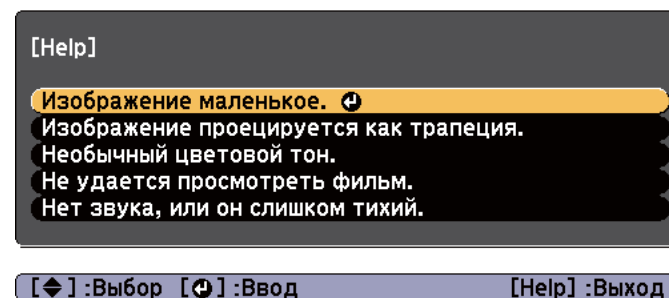 [Help]
Изображение маленькое.
Изображение проецируется как трапеция.
Необычный цветовой тон.
Не удается просмотреть фильм.
Нет звука, или он слишком тихий.
[◆] :Выбор [⏎] :Ввод [Help] :Выход